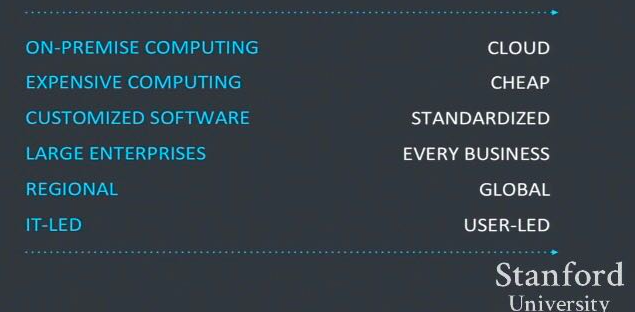 ON-PREMISE COMPUTING CLOUD
EXPENSIVE COMPUTING CHEAP
CUSTOMIZED SOFTWARE STANDARDIZED
LARGE ENTERPRISES EVERY BUSINESS
REGIONAL GLOBAL
IT-LED USER-LED
Stanford
University